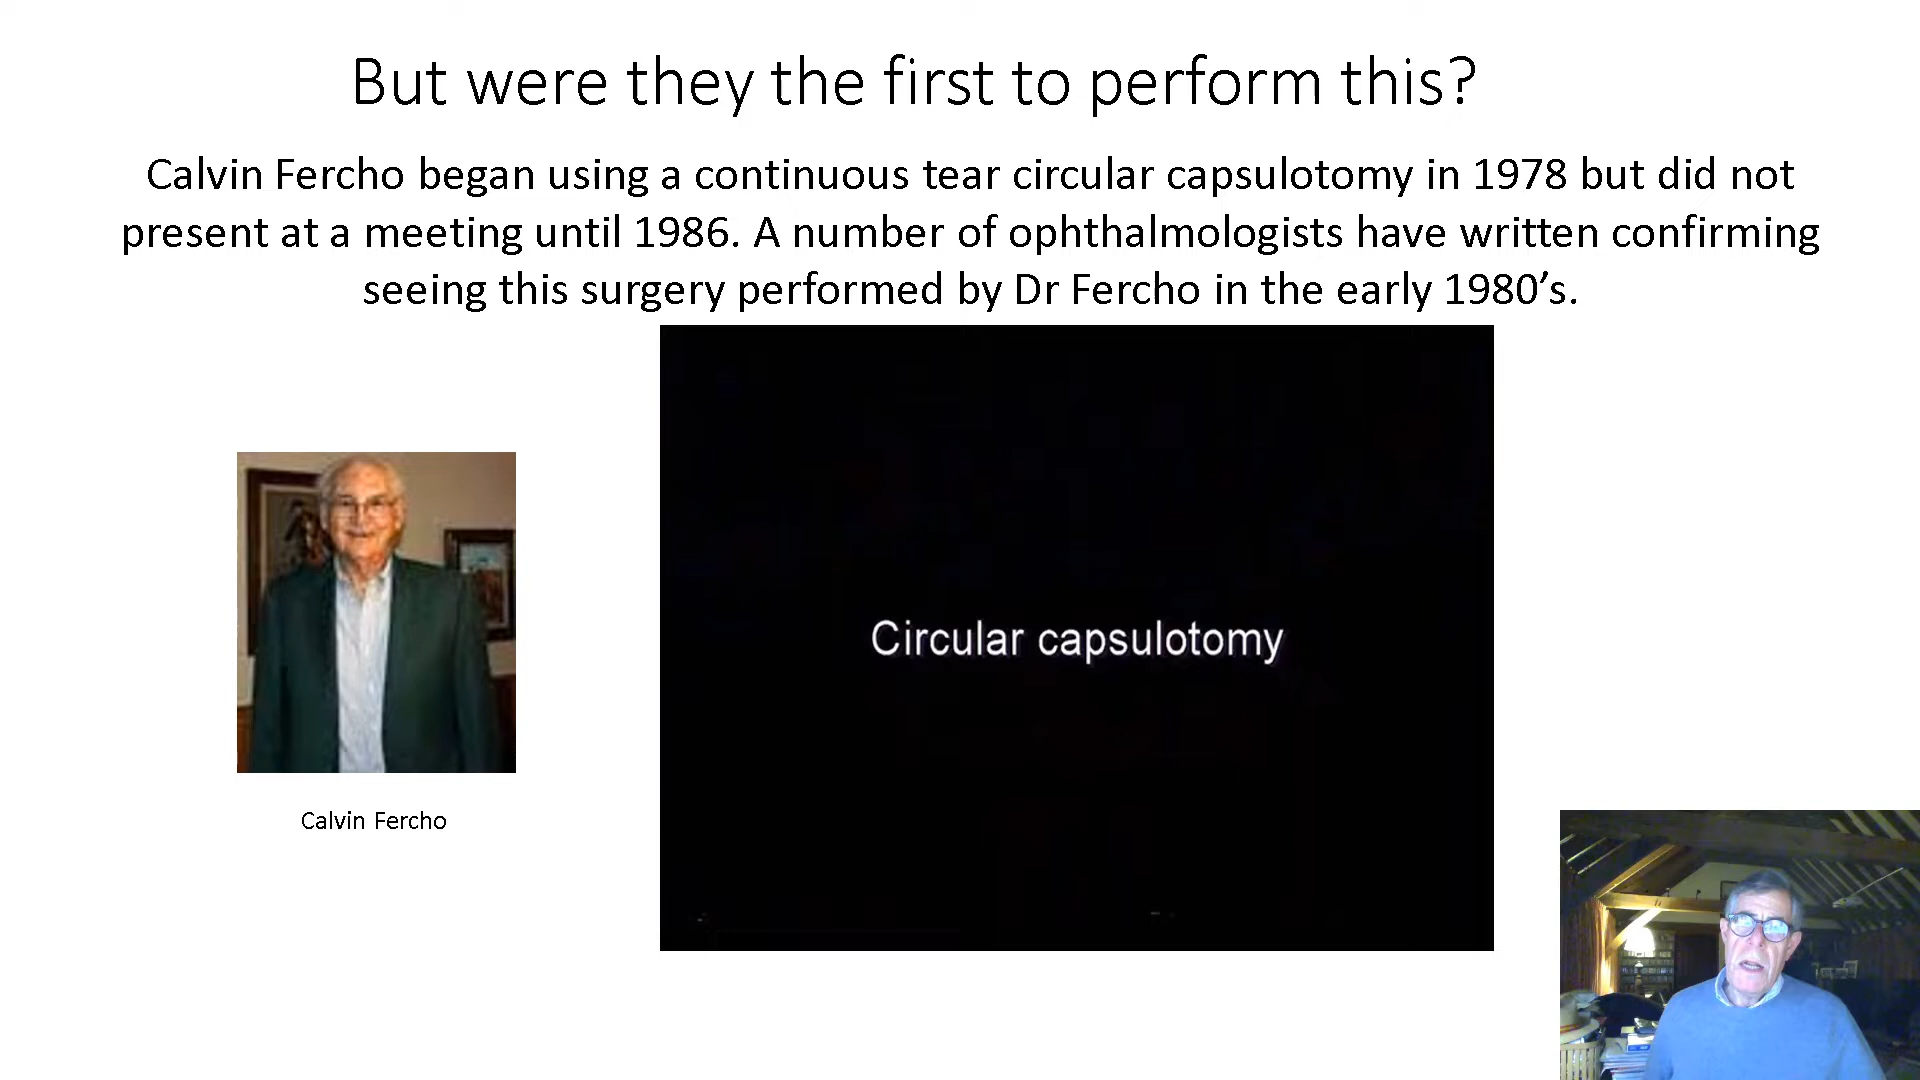 But were they the first to perform this?
Calvin Fercho began using a continuous tear circular capsulotomy in 1978 but did not
present at a meeting until 1986. A number of ophthalmologists have written confirming
seeing this surgery performed by Dr Fercho in the early 1980’s.
Circular capsulotomy
Calvin Fercho